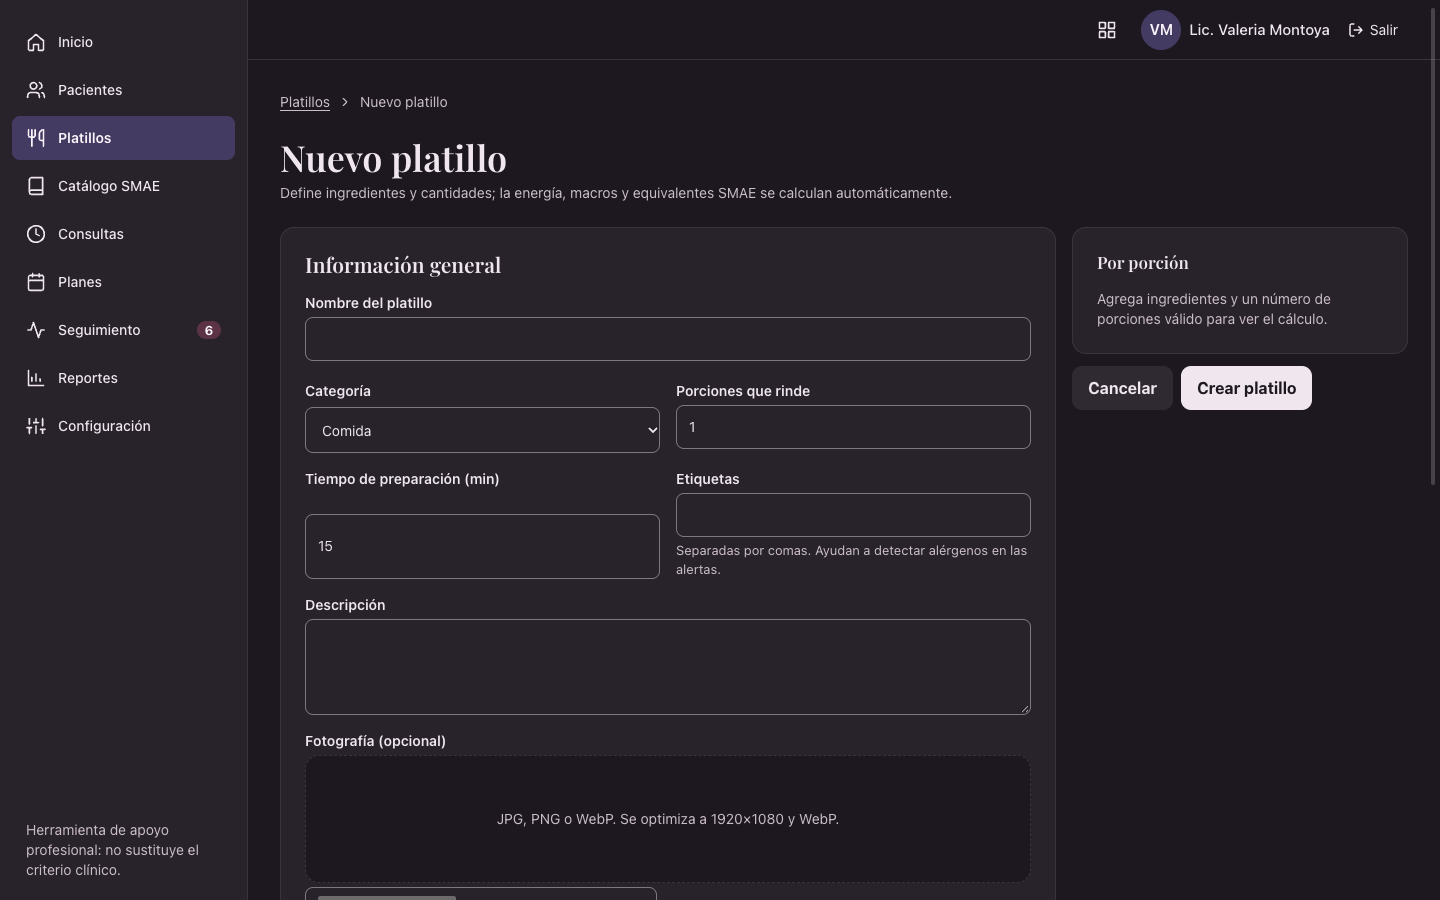 Inicio
Pacientes
Platillos
Catálogo SMAE
Consultas
Planes
Seguimiento 6
Reportes
Configuración
Herramienta de apoyo
profesional: no sustituye el
criterio clínico.
VM Lic. Valeria Montoya Salir
Platillos Nuevo platillo
Nuevo platillo
Define ingredientes y cantidades; la energía, macros y equivalentes SMAE se calculan automáticamente.
Información general
Nombre del platillo
Categoría
Comida
Porciones que rinde
1
Tiempo de preparación (min)
15
Etiquetas
Separadas por comas. Ayudan a detectar alérgenos en las
alertas.
Descripción
Fotografía (opcional)
JPG, PNG o WebP. Se optimiza a 1920×1080 y WebP.
Por porción
Agrega ingredientes y un número de
porciones válido para ver el cálculo.
Cancelar
Crear platillo